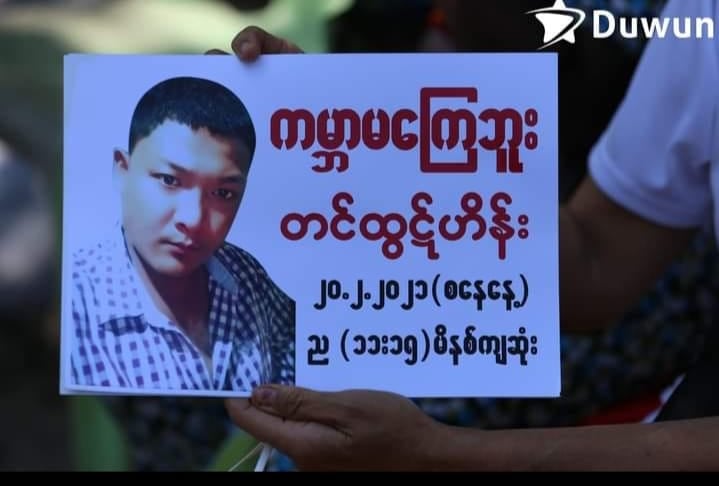 Duwun
ကမ္ဘာမကြေဘူး
တင်ထွဋ်ဟိန်း
၂၀.၂.၂၀၂၁(စနေနေ့)
ည (၁၁း၁၅)မိနစ်ကျဆုံး